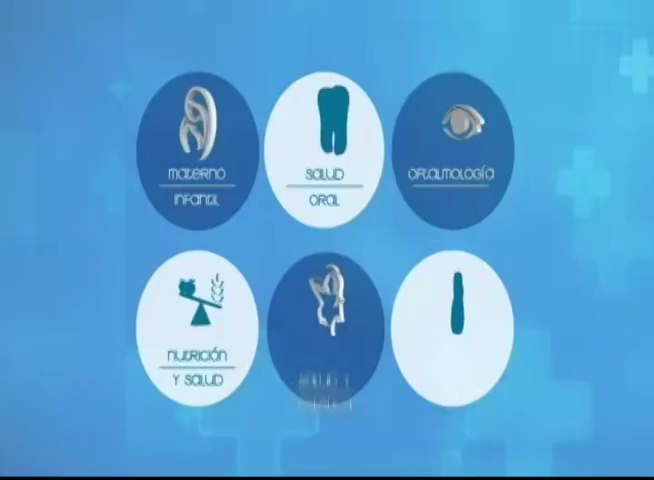 MATERNO
INFANTIL
SALUD
ORAL
OFTALMOLOGÍA
NUTRICIÓN
Y SALUD